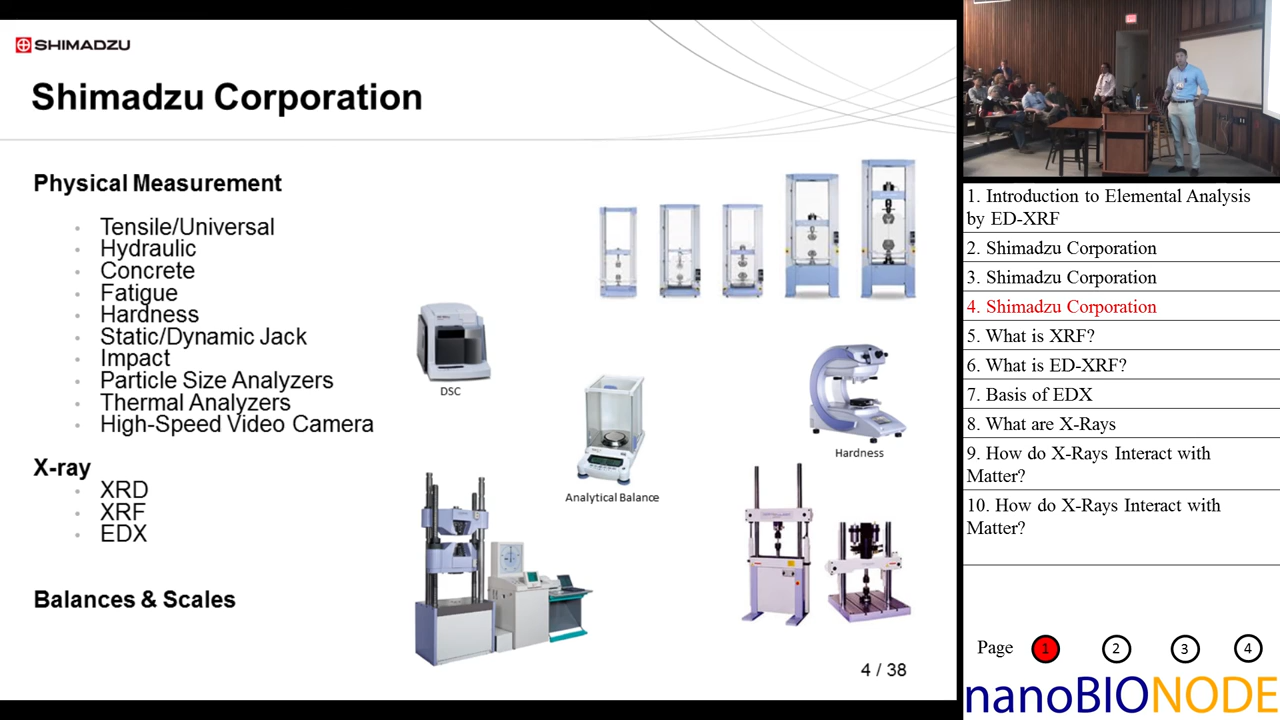 SHIMADZU
Shimadzu Corporation
Physical Measurement
Tensile/Universal
Hydraulic
Concrete
Fatigue
Hardness
Static/Dynamic Jack
Impact
Particle Size Analyzers
Thermal Analyzers
High-Speed Video Camera
X-ray
XRD
XRF
EDX
Balances & Scales
DSC
Analytical Balance
Hardness
4 / 38
1. Introduction to Elemental Analysis
by ED-XRF
2. Shimadzu Corporation
3. Shimadzu Corporation
4. Shimadzu Corporation
5. What is XRF?
6. What is ED-XRF?
7. Basis of EDX
8. What are X-Rays
9. How do X-Rays Interact with
Matter?
10. How do X-Rays Interact with
Matter?
Page 1 2 3 4
nanoBIONODE